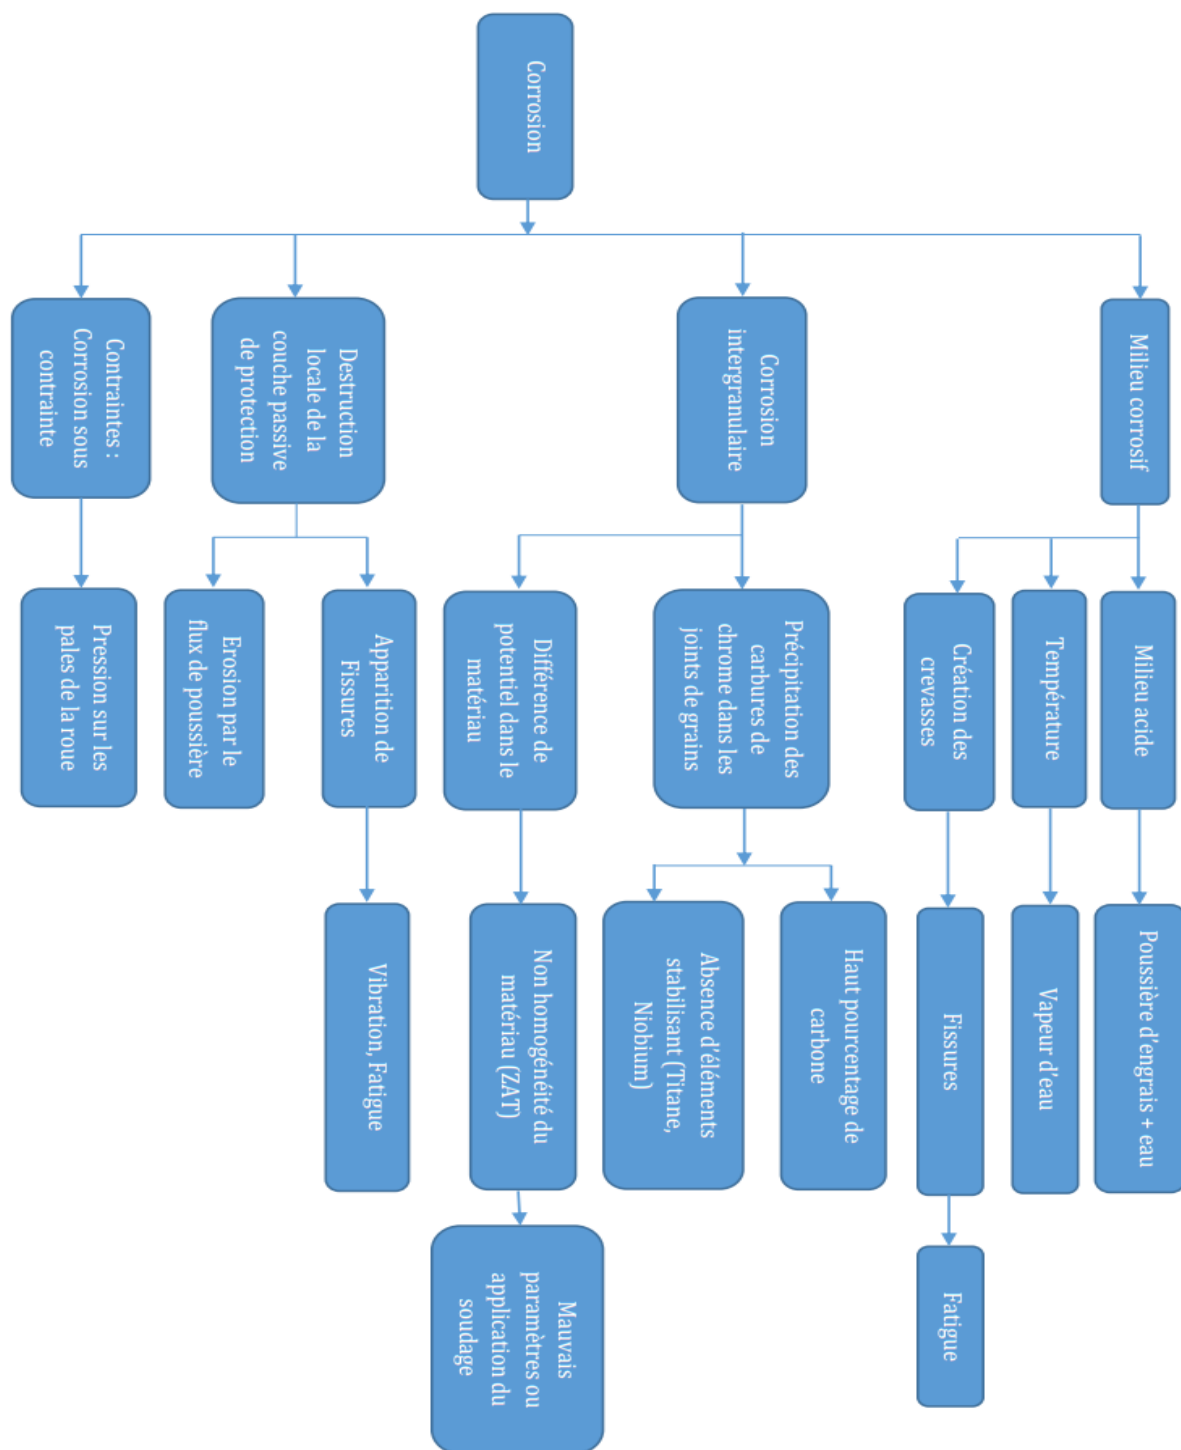 Corrosion
Milieu corrosif
Milieu acide
Poussière d'engrais + eau
Température
Vapeur d'eau
Création des
crevasses
Fissures
Fatigue
Corrosion
intergranulaire
Précipitation des
carbures de
chrome dans les
joints de grains
Haut pourcentage de
carbone
Absence d'éléments
stabilisant (Titane,
Niobium)
Différence de
potentiel dans le
matériau
Non homogénéité du
matériau (ZAT)
Mauvais
paramètres ou
application du
soudage
Destruction
locale de la
couche passive
de protection
Apparition de
Fissures
Vibration, Fatigue
Erosion par le
flux de poussière
Contraintes :
Corrosion sous
contrainte
Pression sur les
pales de la roue